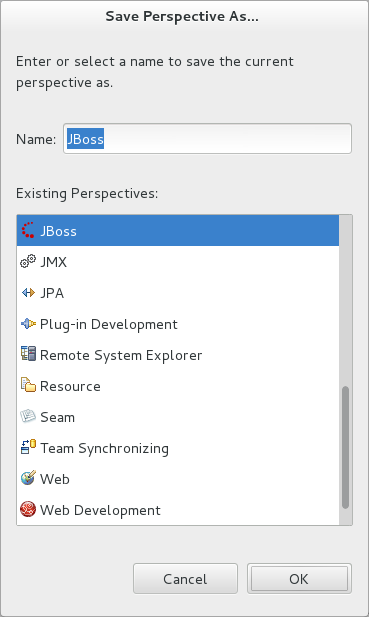 Save Perspective As...
Enter or select a name to save the current
perspective as.
Name: JBoss
Existing Perspectives:
JBoss
JMX
JPA
Plug-in Development
Remote System Explorer
Resource
Seam
Team Synchronizing
Web
Web Development
Cancel OK